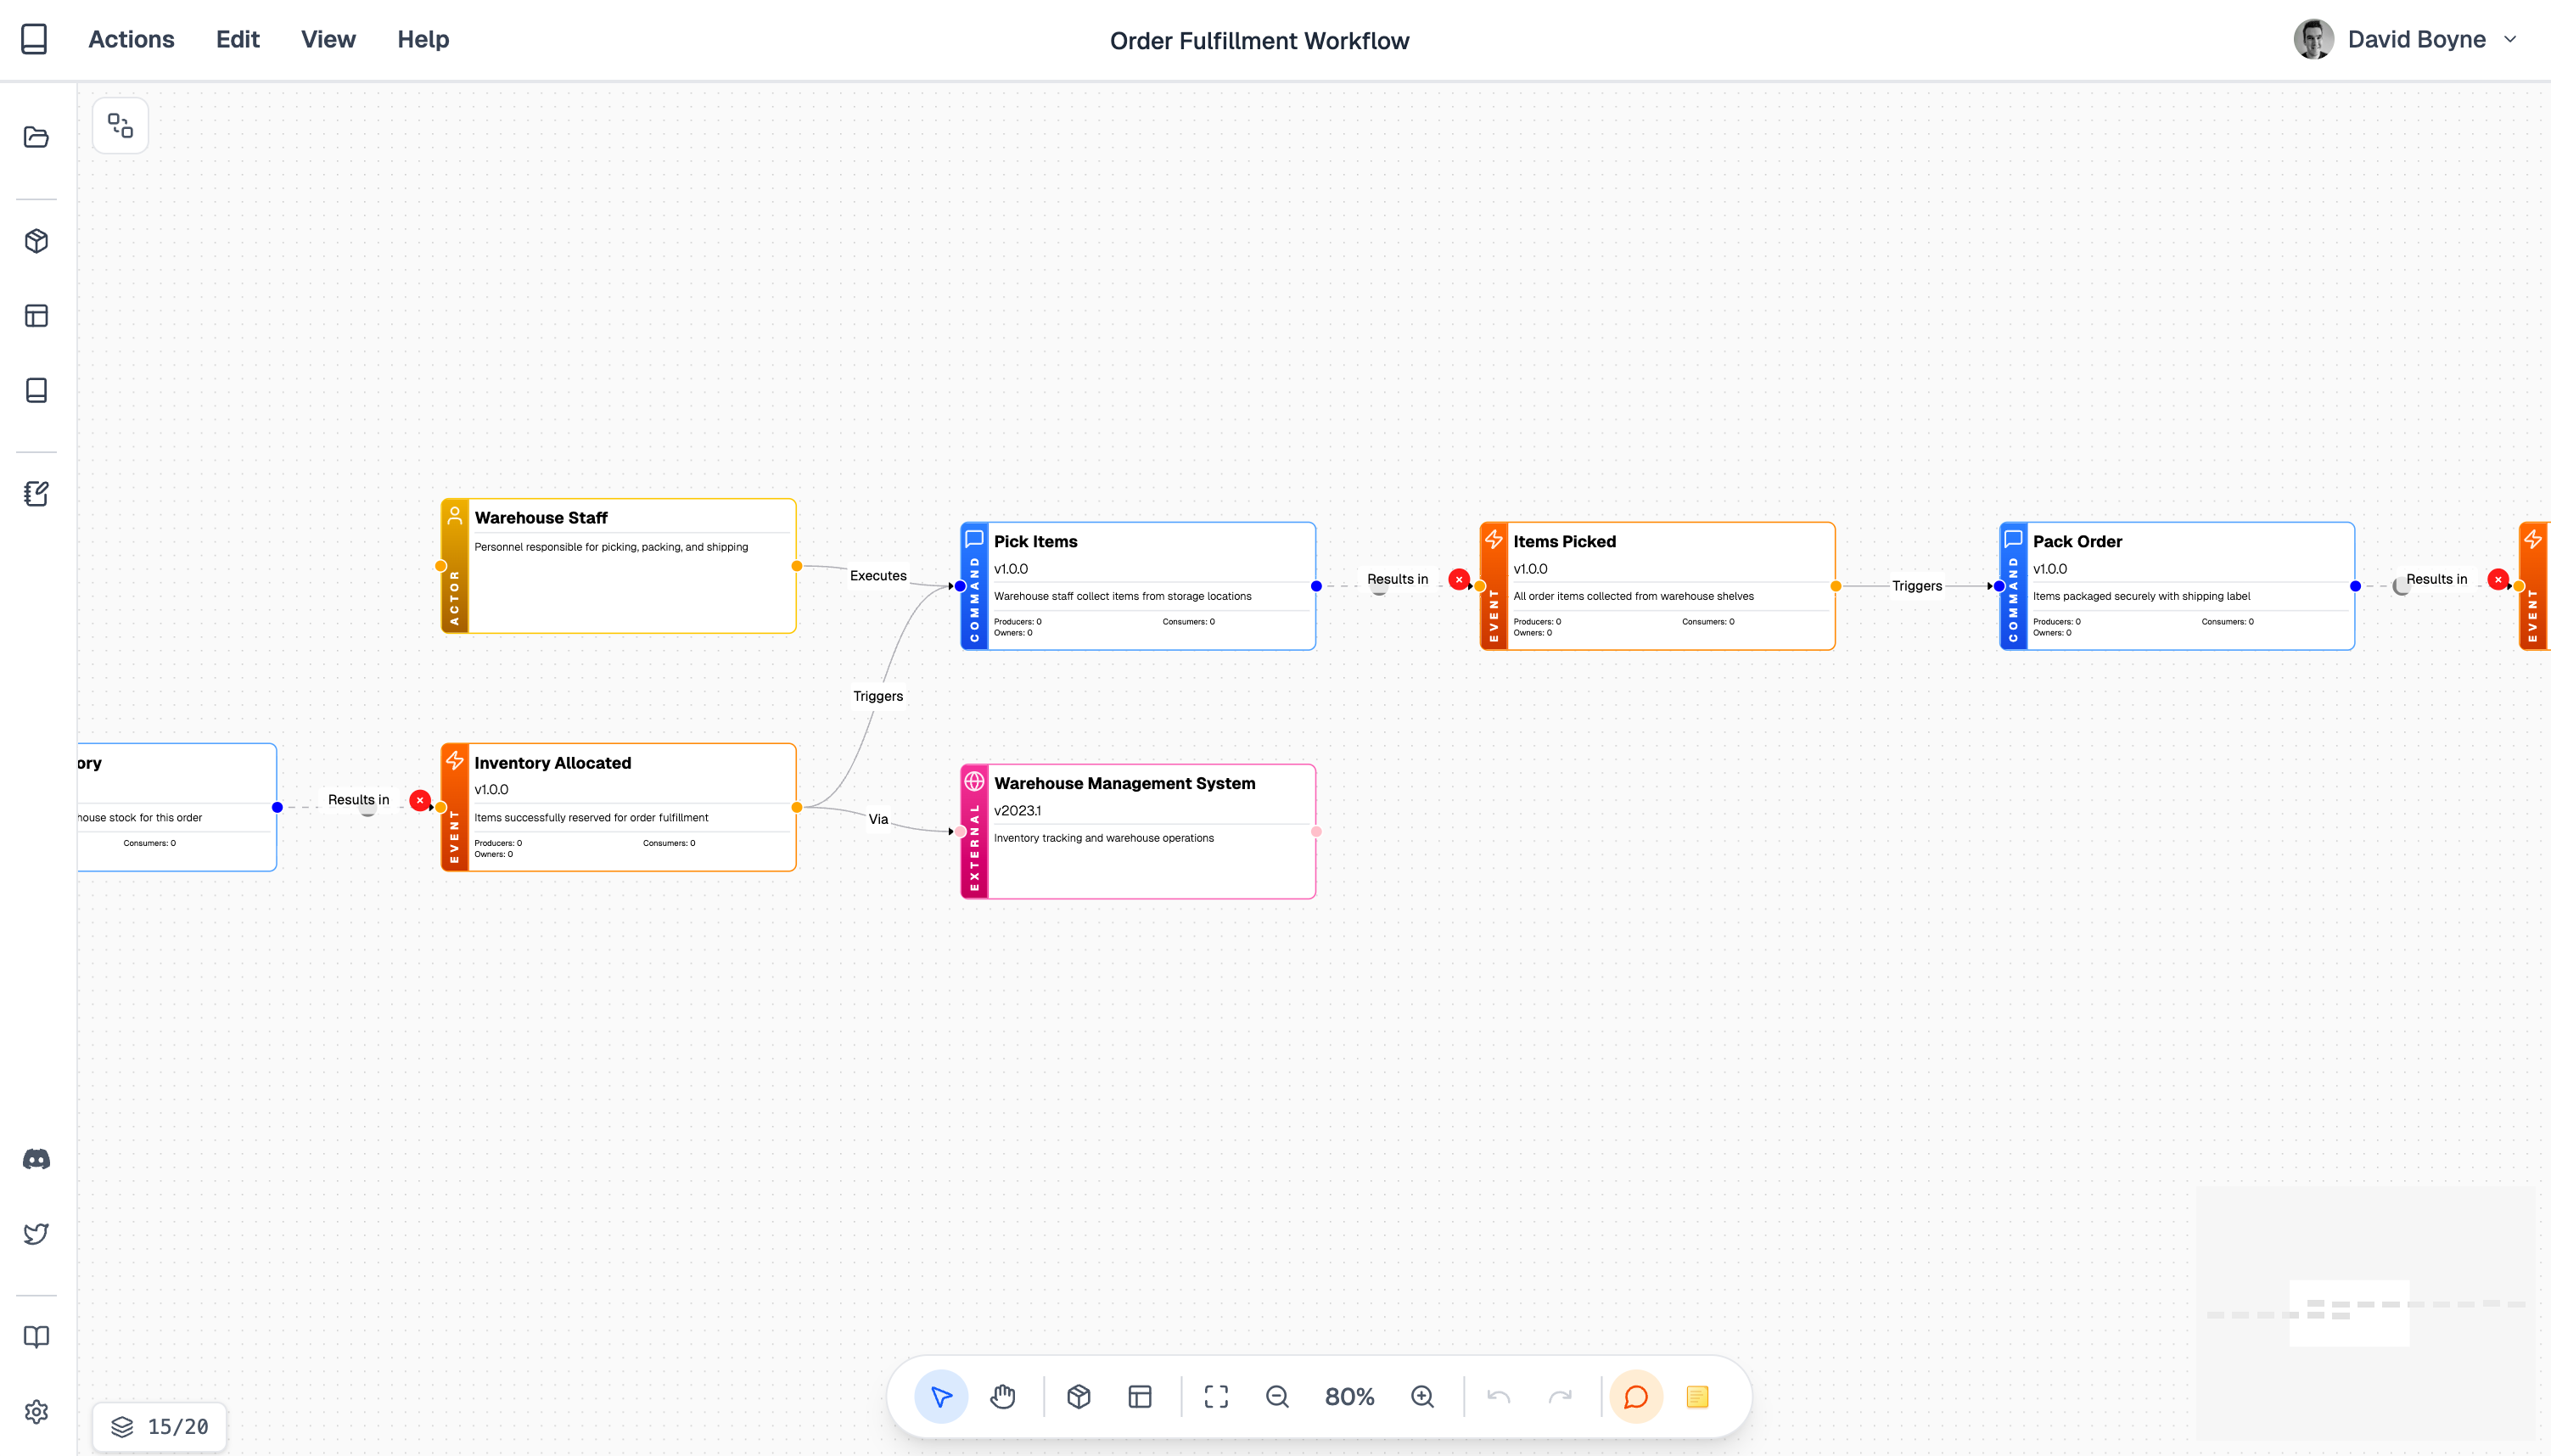 Actions
Edit
View
Help
Order Fulfillment Workflow
David Boyne
ACTOR
Warehouse Staff
Personnel responsible for picking, packing, and shipping
Executes
COMMAND
Pick Items
v1.0.0
Warehouse staff collect items from storage locations
Producers: 0
Consumers: 0
Owners: 0
Results in
EVENT
Items Picked
v1.0.0
All order items collected from warehouse shelves
Producers: 0
Consumers: 0
Owners: 0
Triggers
COMMAND
Pack Order
v1.0.0
Items packaged securely with shipping label
Producers: 0
Consumers: 0
Owners: 0
Results in
EVENT
Triggers
ory
house stock for this order
Consumers: 0
Results in
EVENT
Inventory Allocated
v1.0.0
Items successfully reserved for order fulfillment
Producers: 0
Consumers: 0
Owners: 0
Via
EXTERNAL
Warehouse Management System
v2023.1
Inventory tracking and warehouse operations
15/20
80%